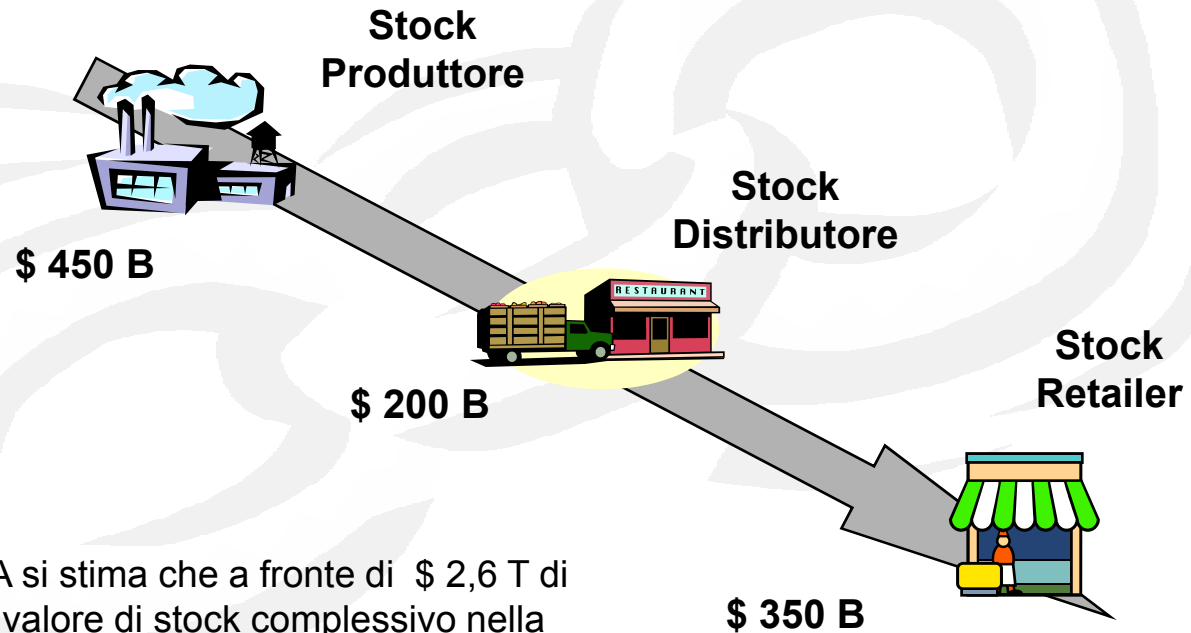 Stock
Produttore
$ 450 B
Stock
Distributore
RESTAURANT
$ 200 B
Stock
Retailer
$ 350 B
A si stima che a fronte di $ 2,6 T di
valore di stock complessivo nella